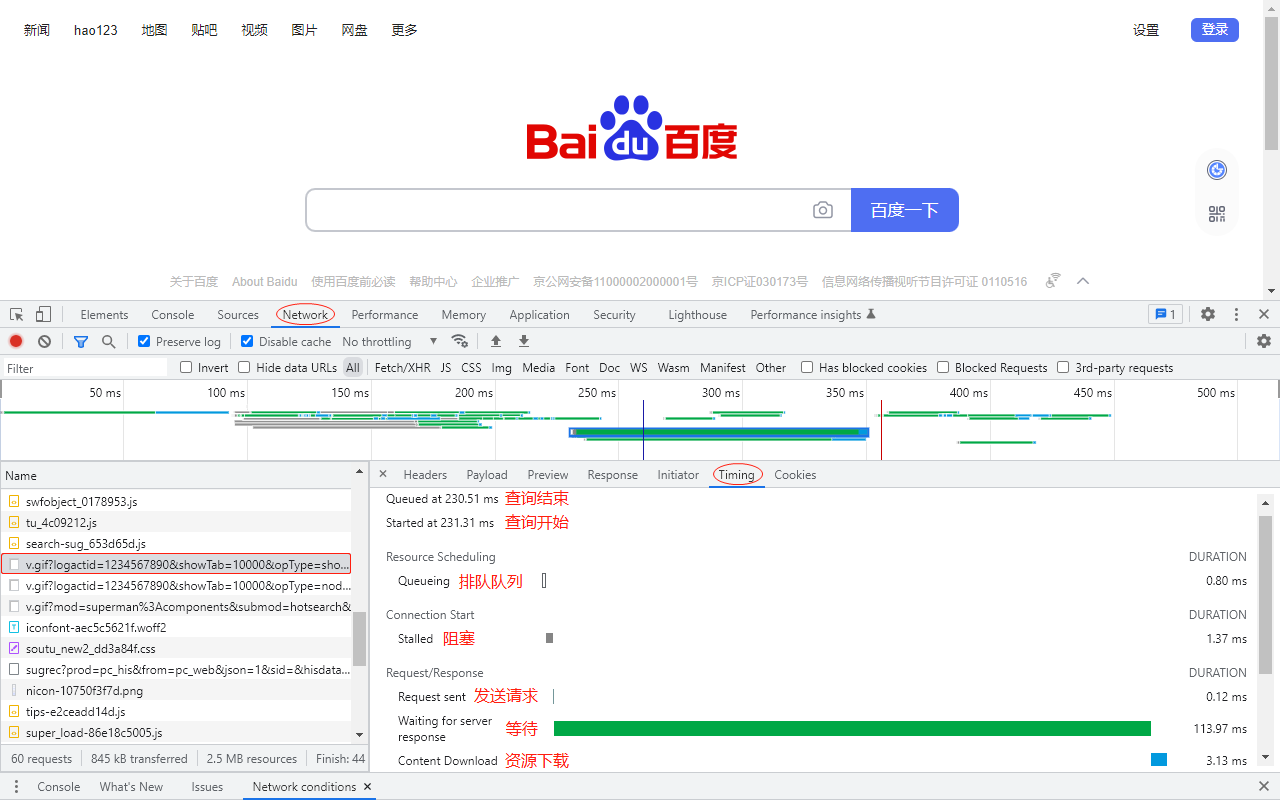 新闻 hao123 地图 贴吧 视频 图片 网盘 更多 设置 登录
Bai du 百度
百度一下
关于百度 About Baidu 使用百度前必读 帮助中心 企业推广 京公网安备11000002000001号 京ICP证030173号 信息网络传播视听节目许可证 0110516
Elements Console Sources Network Performance Memory Application Security Lighthouse Performance insights 1
Preserve log Disable cache No throttling
Filter Invert Hide data URLs All Fetch/XHR JS CSS Img Media Font Doc WS Wasm Manifest Other Has blocked cookies Blocked Requests 3rd-party requests
50 ms 100 ms 150 ms 200 ms 250 ms 300 ms 350 ms 400 ms 450 ms 500 ms
Name
swfobject_0178953.js
tu_4c09212.js
search-sug_653d65d.js
v.gif?logactid=1234567890&showTab=10000&opType=sho...
v.gif?logactid=1234567890&showTab=10000&opType=nod...
v.gif?mod=superman%3Acomponents&submod=hotsearch&
iconfont-aec5c5621f.woff2
soutu_new2_dd3a84f.css
sugrec?prod=pc_his&from=pc_web&json=1&sid=&hisdata...
nicon-10750f3f7d.png
tips-e2ceadd14d.js
super_load-86e18c5005.js
60 requests 845 kB transferred 2.5 MB resources Finish: 44
Headers Payload Preview Response Initiator Timing Cookies
Queued at 230.51 ms 查询结束
Started at 231.31 ms 查询开始
Resource Scheduling DURATION
Queueing 排队队列 0.80 ms
Connection Start DURATION
Stalled 阻塞 1.37 ms
Request/Response DURATION
Request sent 发送请求 0.12 ms
Waiting for server response 等待 113.97 ms
Content Download 资源下载 3.13 ms
Console What's New Issues Network conditions